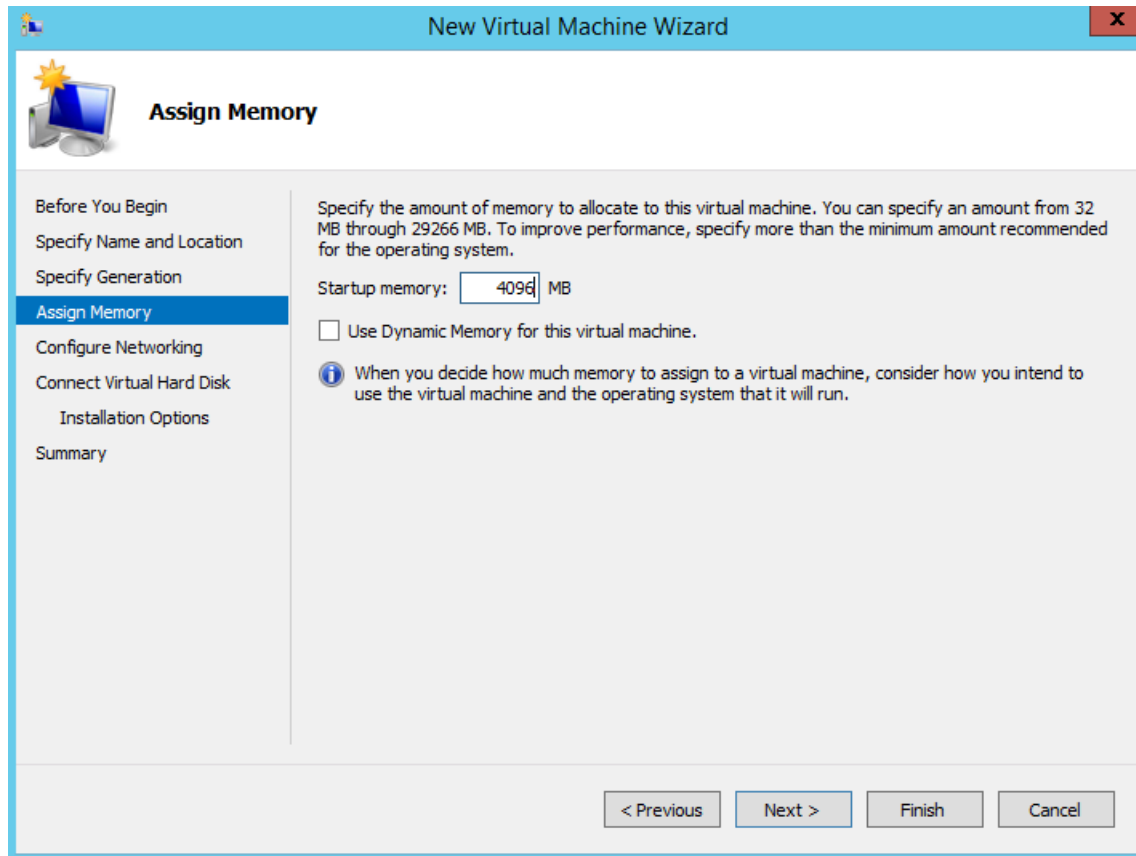 New Virtual Machine Wizard
X
Assign Memory
Before You Begin
Specify Name and Location
Specify Generation
Assign Memory
Configure Networking
Connect Virtual Hard Disk
Installation Options
Summary
Specify the amount of memory to allocate to this virtual machine. You can specify an amount from 32
MB through 29266 MB. To improve performance, specify more than the minimum amount recommended
for the operating system.
Startup memory: 4096 MB
Use Dynamic Memory for this virtual machine.
When you decide how much memory to assign to a virtual machine, consider how you intend to
use the virtual machine and the operating system that it will run.
< Previous Next > Finish Cancel